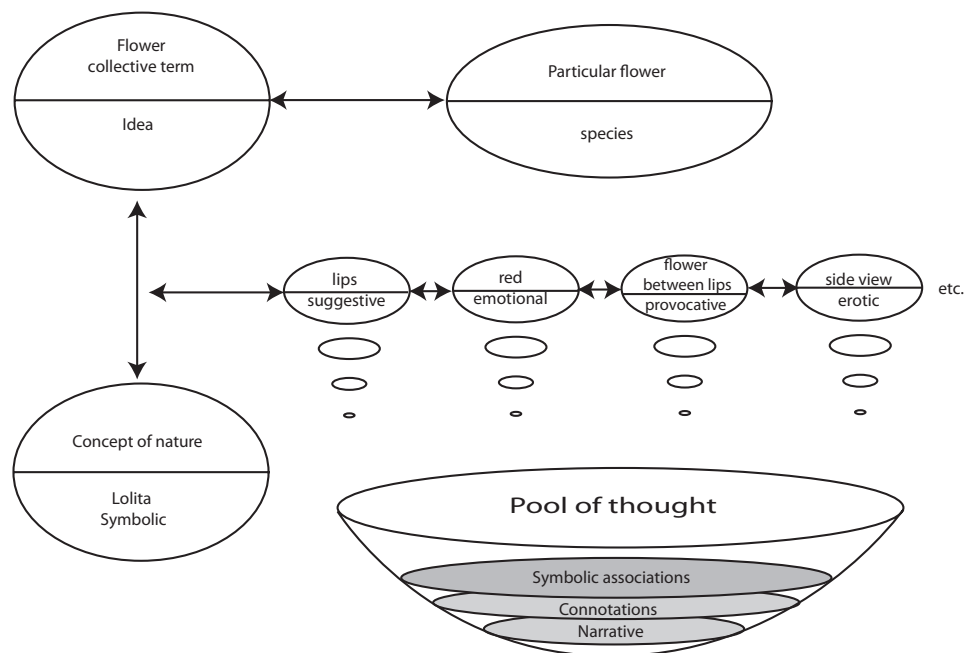 Flower
collective term
Idea
Particular flower
species
lips
suggestive
red
emotional
flower
between lips
provocative
side view
erotic
etc.
Concept of nature
Lolita
Symbolic
Pool of thought
Symbolic associations
Connotations
Narrative